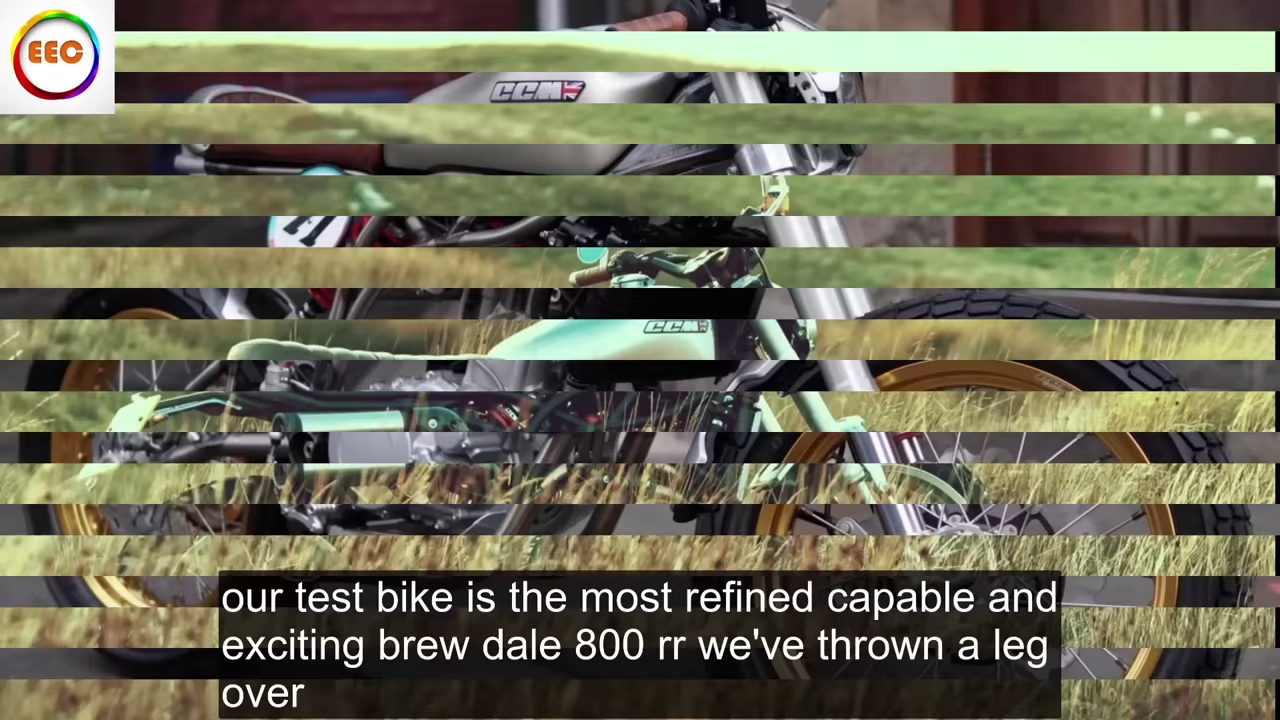 EEC
CCM
CCM
our test bike is the most refined capable and
exciting brew dale 800 rr we've thrown a leg
over